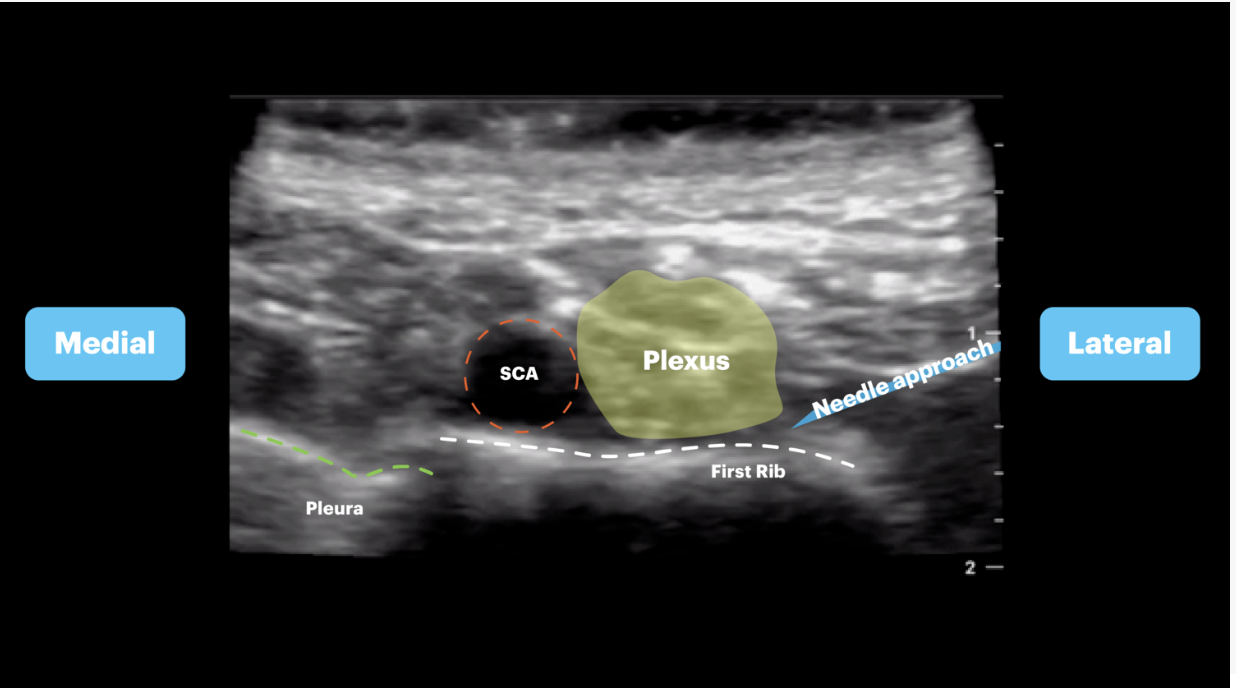 Medial
Lateral
1
SCA
Plexus
Needle approach
First Rib
Pleura
2